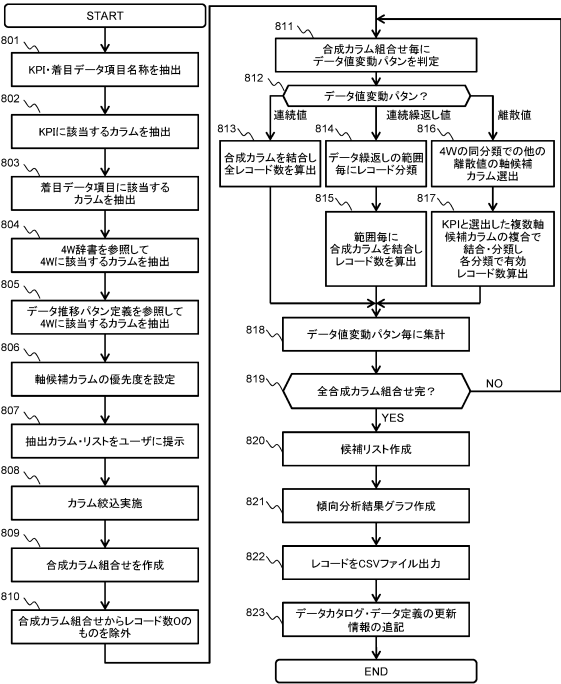 START
801
KPI・着目データ項目名称を抽出
802
KPIに該当するカラムを抽出
803
着目データ項目に該当する
カラムを抽出
804
4W辞書を参照して
4Wに該当するカラムを抽出
805
データ推移パタン定義を参照して
4Wに該当するカラムを抽出
806
軸候補カラムの優先度を設定
807
抽出カラム・リストをユーザに提示
808
カラム絞込実施
809
合成カラム組合せを作成
810
合成カラム組合せからレコード数0の
ものを除外
811
合成カラム組合せ毎に
データ値変動パタンを判定
812
データ値変動パタン?
連続値
連続繰返し値
離散値
813
合成カラムを結合し
全レコード数を算出
814
データ繰返しの範囲
毎にレコード分類
815
範囲毎に
合成カラムを結合し
レコード数を算出
816
4Wの同分類での他の
離散値の軸候補
カラム選出
817
KPIと選出した複数軸
候補カラムの複合で
結合・分類し
各分類で有効
レコード数算出
818
データ値変動パタン毎に集計
819
全合成カラム組合せ完?
NO
YES
820
候補リスト作成
821
傾向分析結果グラフ作成
822
レコードをCSVファイル出力
823
データカタログ・データ定義の更新
情報の追記
END